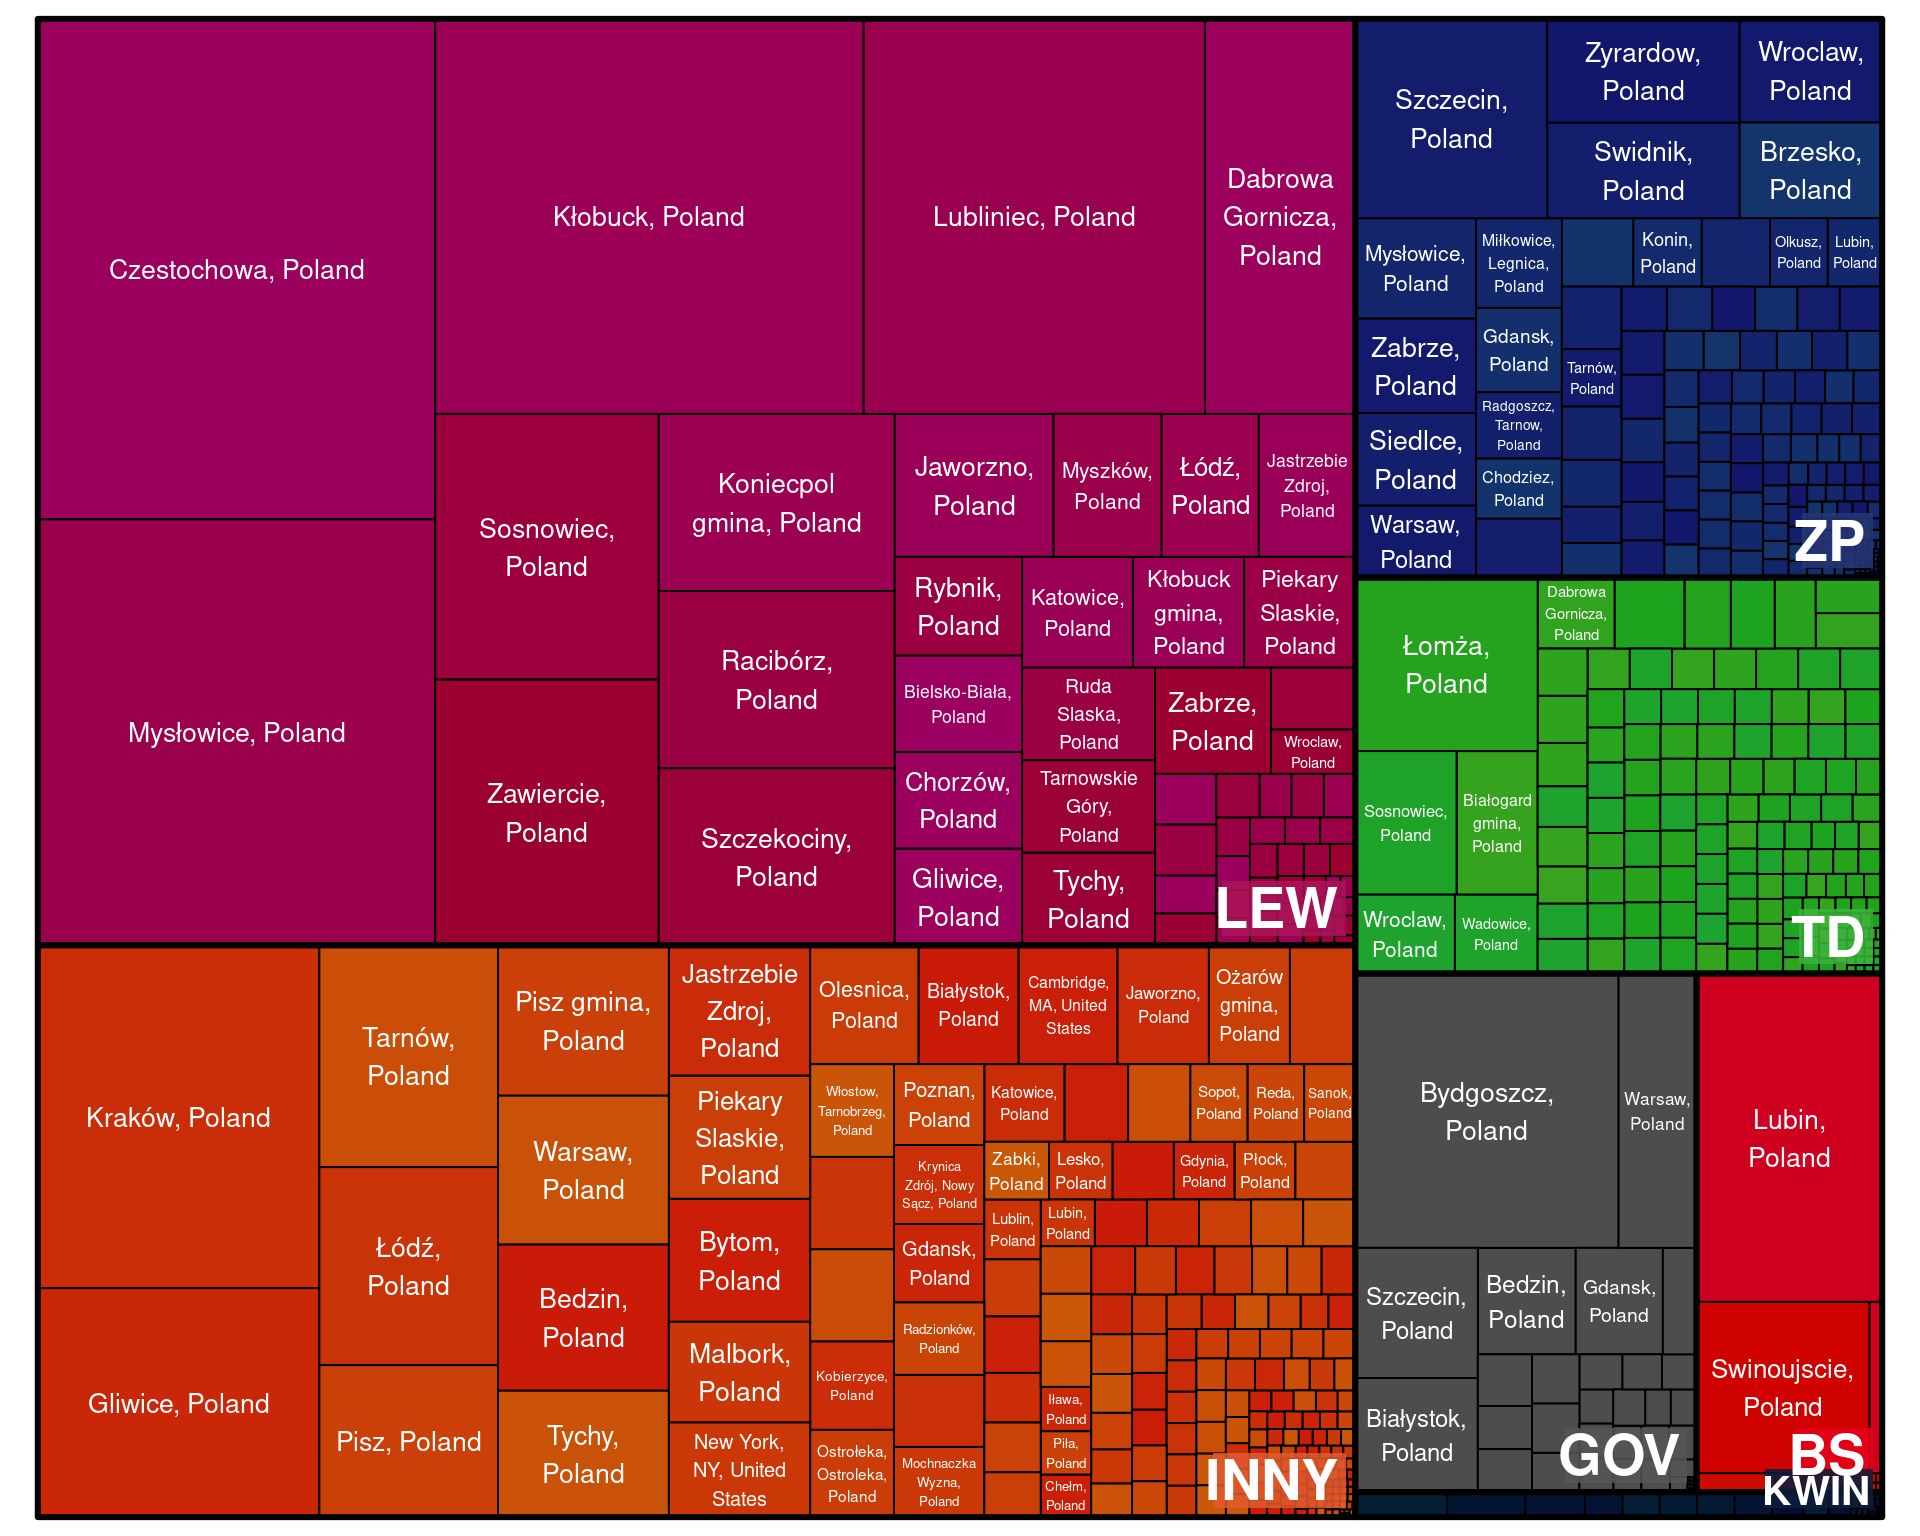 Czestochowa, Poland
Kłobuck, Poland
Lubliniec, Poland
Dabrowa
Gornicza,
Poland
Mysłowice, Poland
Sosnowiec,
Poland
Zawiercie,
Poland
Koniecpol
gmina, Poland
Racibórz,
Poland
Szczekociny,
Poland
Jaworzno,
Poland
Myszków,
Poland
Łódź,
Poland
Jastrzebie
Zdroj,
Poland
Rybnik,
Poland
Katowice,
Poland
Kłobuck
gmina,
Poland
Piekary
Slaskie,
Poland
Bielsko-Biała,
Poland
Chorzów,
Poland
Gliwice,
Poland
Ruda
Slaska,
Poland
Tarnowskie
Góry,
Poland
Tychy,
Poland
Zabrze,
Poland
Wroclaw,
Poland
LEW
Szczecin,
Poland
Zyrardow,
Poland
Wroclaw,
Poland
Swidnik,
Poland
Brzesko,
Poland
Mysłowice,
Poland
Zabrze,
Poland
Siedlce,
Poland
Warsaw,
Poland
Miłkowice,
Legnica,
Poland
Gdansk,
Poland
Radgoszcz,
Tarnow,
Poland
Chodziez,
Poland
Konin,
Poland
Olkusz,
Poland
Lubin,
Poland
Tarnów,
Poland
ZP
Łomża,
Poland
Dabrowa
Gornicza,
Poland
Sosnowiec,
Poland
Białogard
gmina,
Poland
Wroclaw,
Poland
Wadowice,
Poland
TD
Kraków, Poland
Gliwice, Poland
Tarnów,
Poland
Łódź,
Poland
Pisz, Poland
Pisz gmina,
Poland
Warsaw,
Poland
Bedzin,
Poland
Tychy,
Poland
Jastrzebie
Zdroj,
Poland
Piekary
Slaskie,
Poland
Bytom,
Poland
Malbork,
Poland
New York,
NY, United
States
Olesnica,
Poland
Białystok,
Poland
Cambridge,
MA, United
States
Jaworzno,
Poland
Ożarów
gmina,
Poland
Włostow,
Tarnobrzeg,
Poland
Kobierzyce,
Poland
Ostrołeka,
Ostroleka,
Poland
Poznan,
Poland
Krynica
Zdrój, Nowy
Sącz, Poland
Gdansk,
Poland
Radzionków,
Poland
Mochnaczka
Wyzna,
Poland
Katowice,
Poland
Sopot,
Poland
Reda,
Poland
Sanok,
Poland
Zabki,
Poland
Lesko,
Poland
Gdynia,
Poland
Płock,
Poland
Lublin,
Poland
Lubin,
Poland
Iława,
Poland
Piła,
Poland
Chełm,
Poland
INNY
Bydgoszcz,
Poland
Warsaw,
Poland
Szczecin,
Poland
Bedzin,
Poland
Gdansk,
Poland
Białystok,
Poland
GOV
Lubin,
Poland
Swinoujscie,
Poland
BS
KWIN